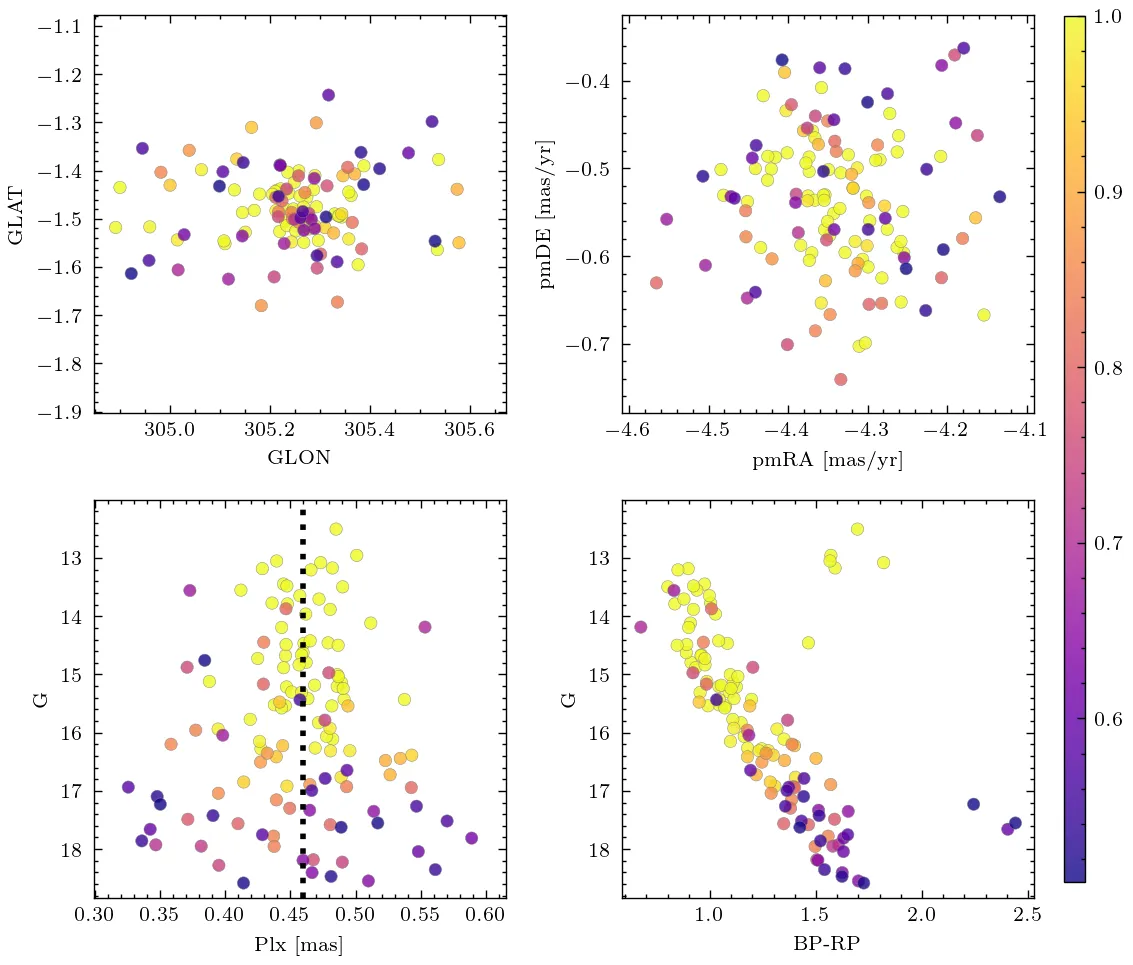 −1.1
−1.2
−1.3
−1.4
−1.5
−1.6
−1.7
−1.8
−1.9
GLAT
305.0 305.2 305.4 305.6
GLON
−0.4
−0.5
−0.6
−0.7
pmDE [mas/yr]
−4.6 −4.5 −4.4 −4.3 −4.2 −4.1
pmRA [mas/yr]
13
14
15
16
17
18
G
0.30 0.35 0.40 0.45 0.50 0.55 0.60
Plx [mas]
13
14
15
16
17
18
G
1.0 1.5 2.0 2.5
BP-RP
1.0
0.9
0.8
0.7
0.6